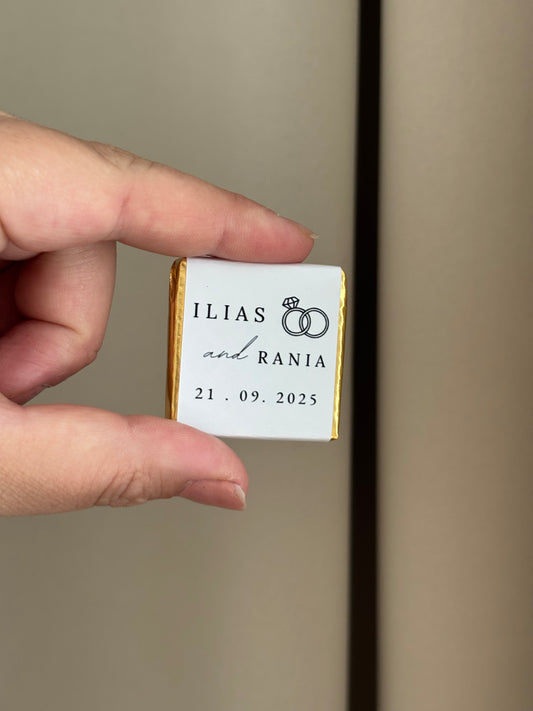 ILIAS
and RANIA
21 . 09. 2025